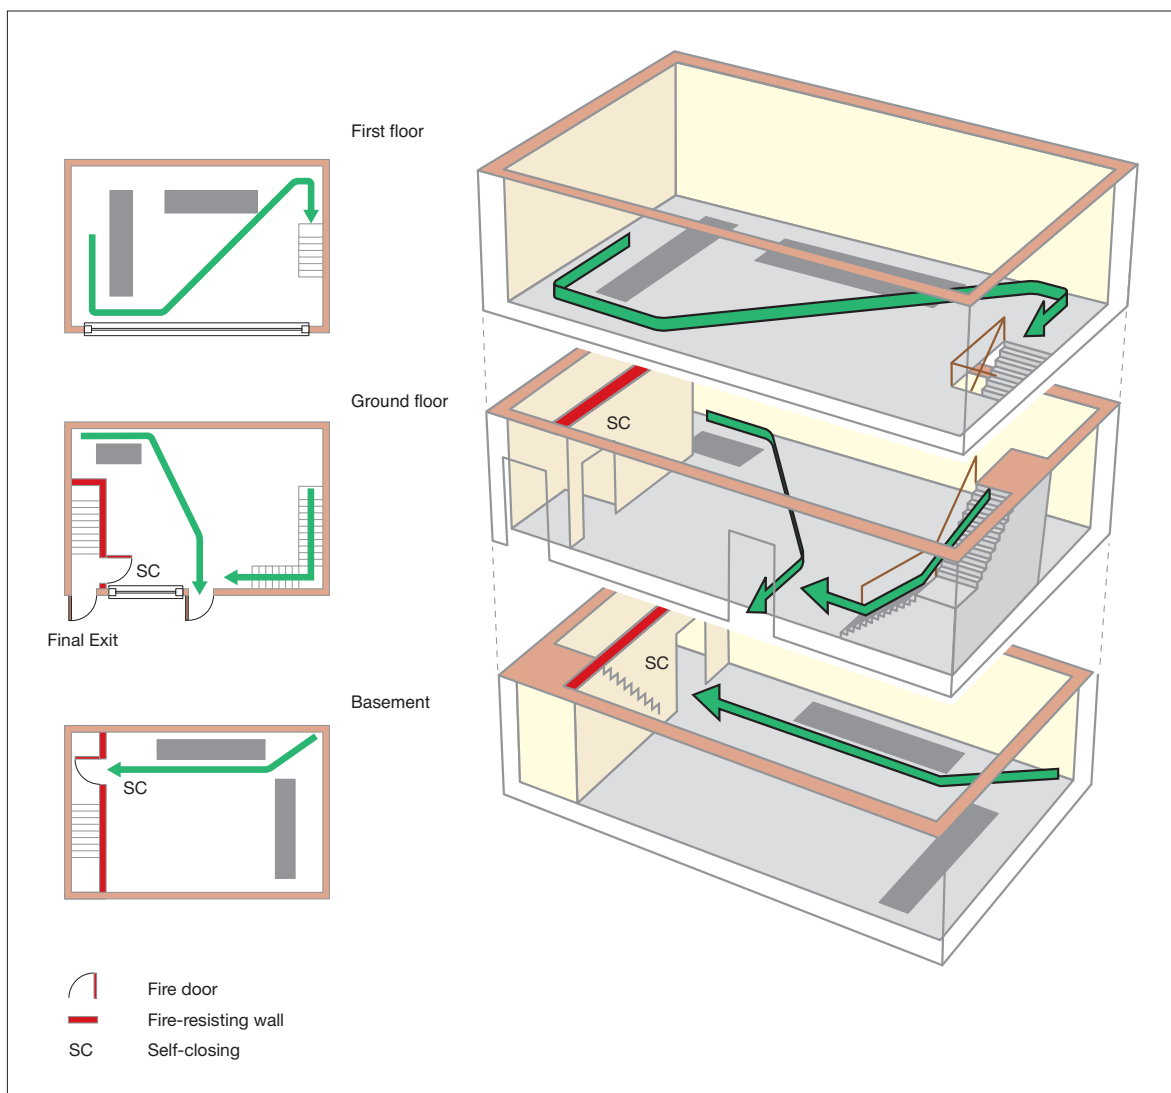 First floor
Ground floor
SC
SC
Final Exit
SC
Basement
SC
Fire door
Fire-resisting wall
SC Self-closing